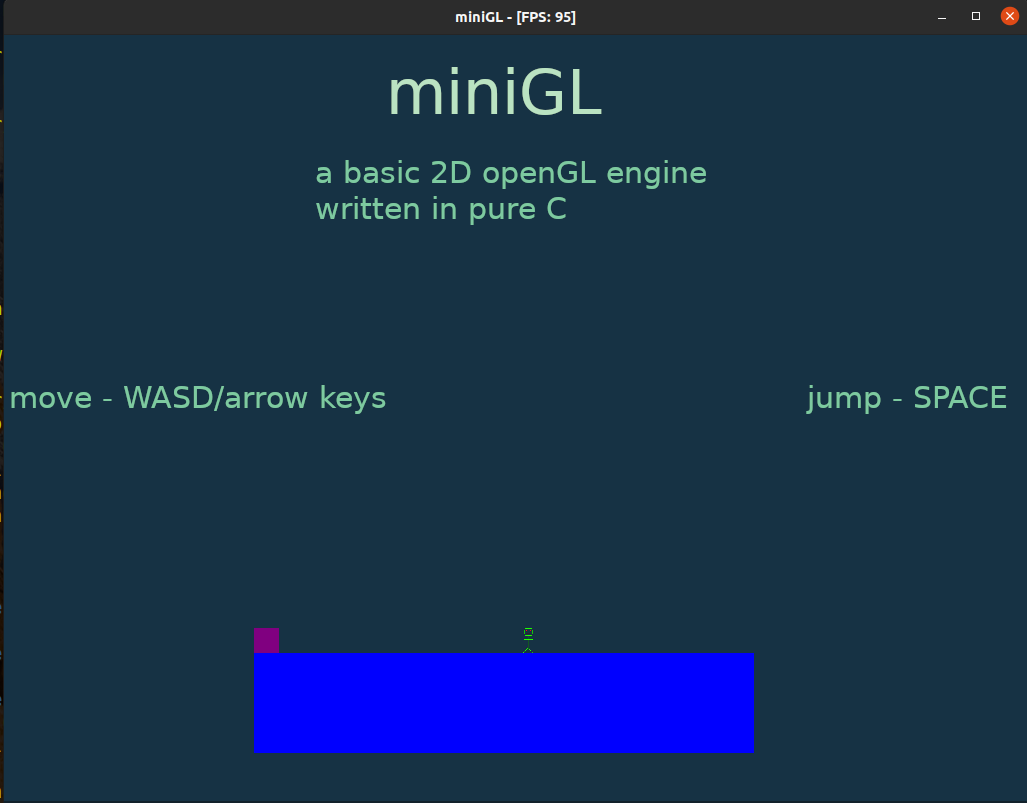 miniGL - [FPS: 95]
miniGL
a basic 2D openGL engine
written in pure C
move - WASD/arrow keys
jump - SPACE